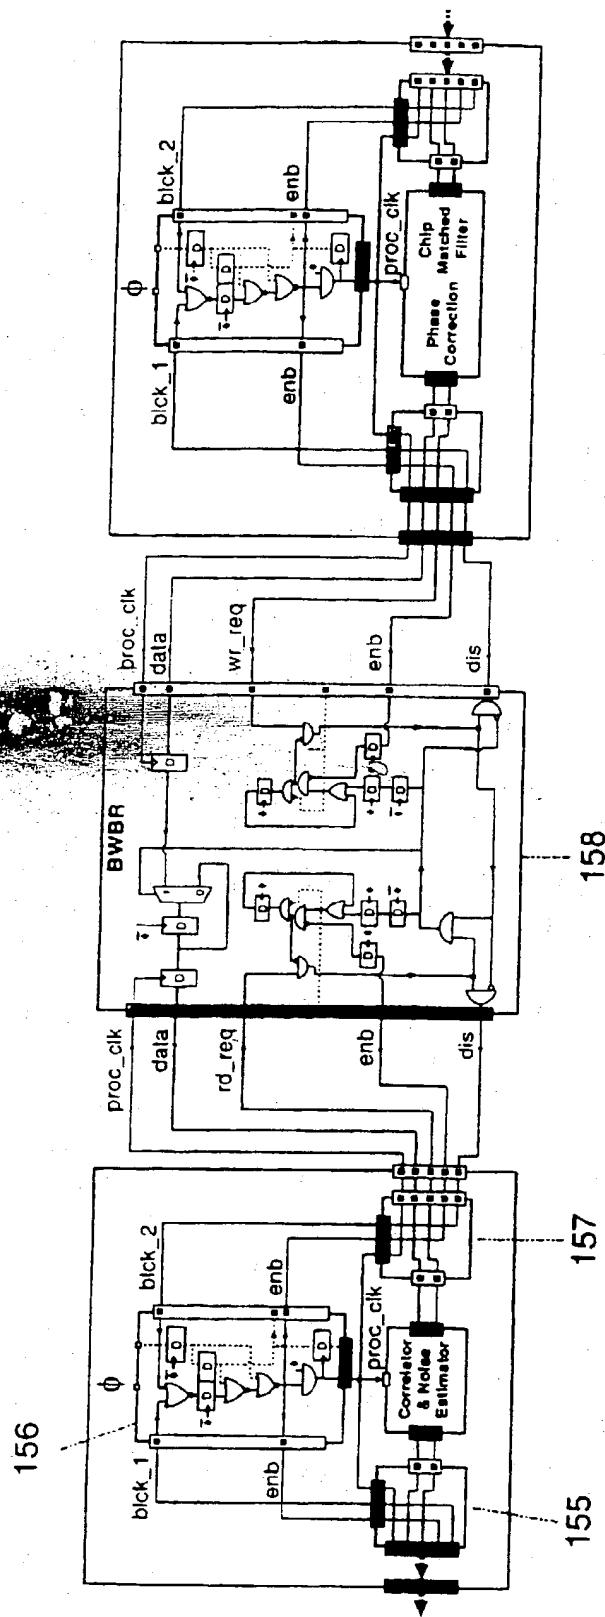 156
ϕ
blck_1
blck_2
D
D D
D
enb
enb
proc_clk
Correlator
& Noise
Estimator
155
157
proc_clk
data
rd_req
enb
dis
BWBR
D
D
D
D
D
D
D
D
D
D
D
proc_clk
data
wr_req
enb
dis
158
ϕ
blck_1
blck_2
D
D D
D
enb
enb
proc_clk
Phase
Correction
Chip
Matched
Filter